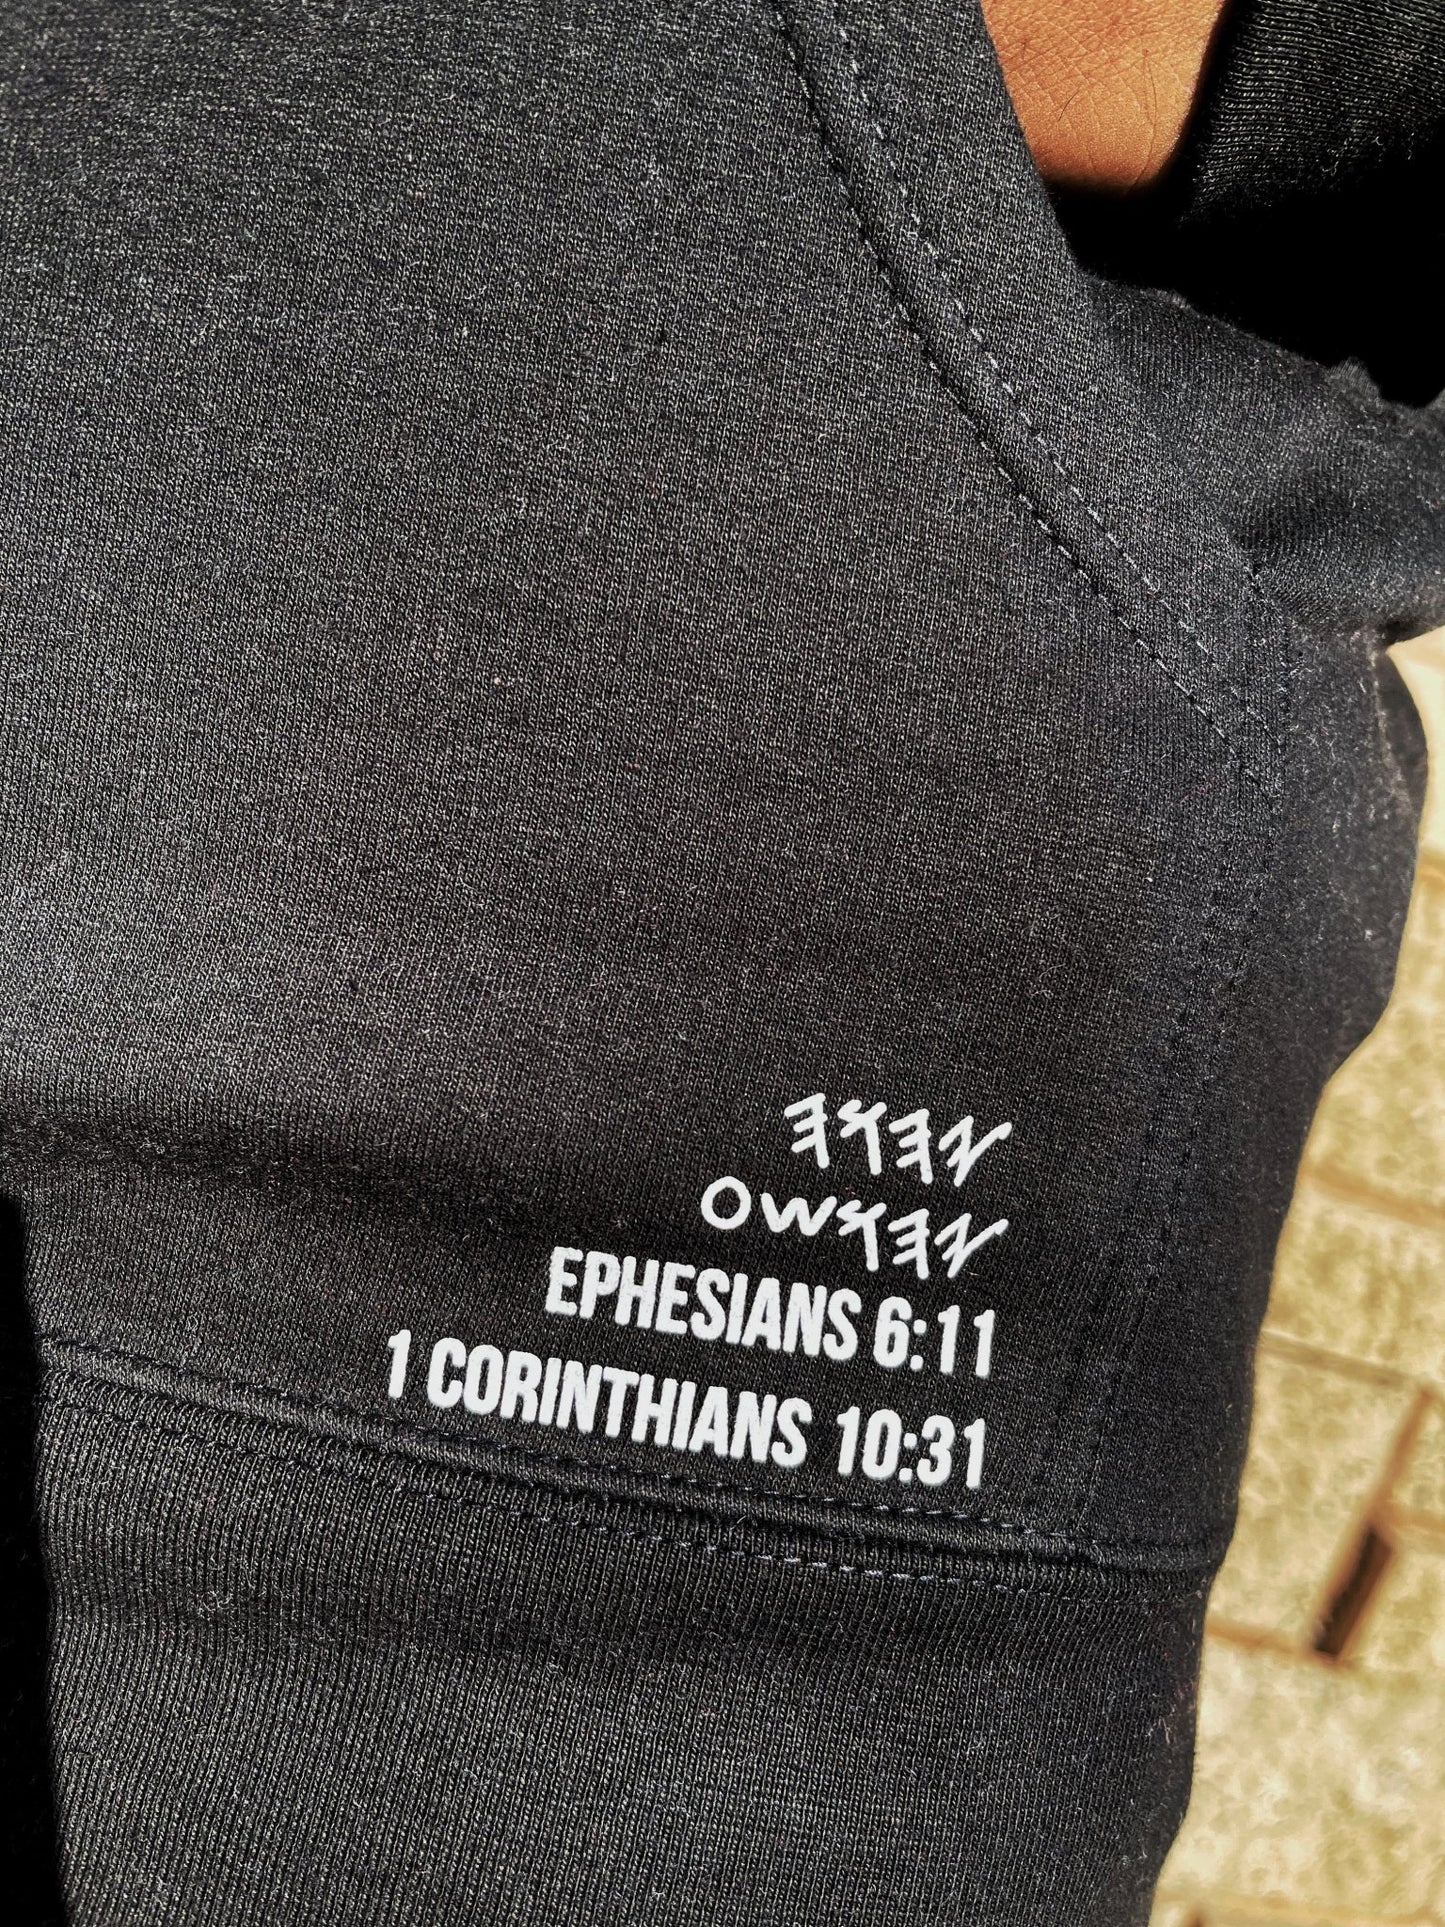 𐤉𐤄𐤅𐤄
𐤉𐤄𐤅𐤔𐤏
EPHESIANS 6:11
1 CORINTHIANS 10:31